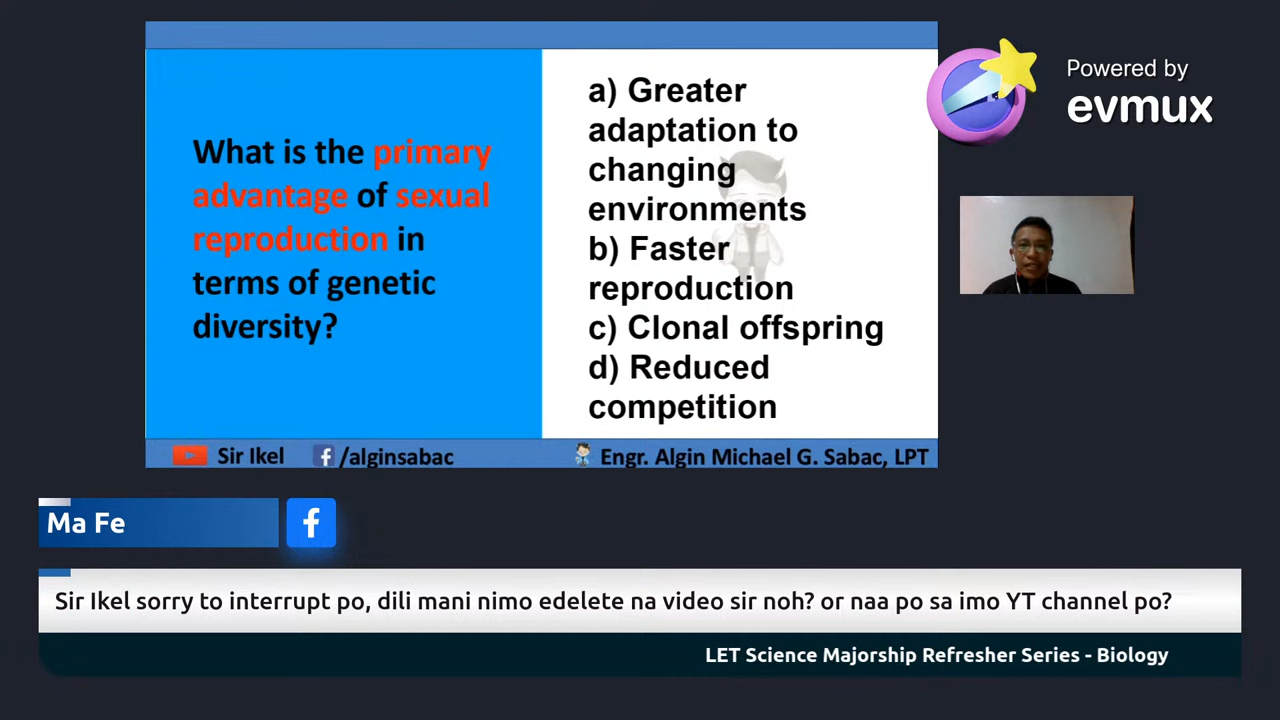 What is the primary
advantage of sexual
reproduction in
terms of genetic
diversity?
a) Greater
adaptation to
changing
environments
b) Faster
reproduction
c) Clonal offspring
d) Reduced
competition
Sir Ikel
/alginsabac
Engr. Algin Michael G. Sabac, LPT
Powered by
evmux
Ma Fe
Sir Ikel sorry to interrupt po, dili mani nimo edelete na video sir noh? or naa po sa imo YT channel po?
LET Science Majorship Refresher Series - Biology